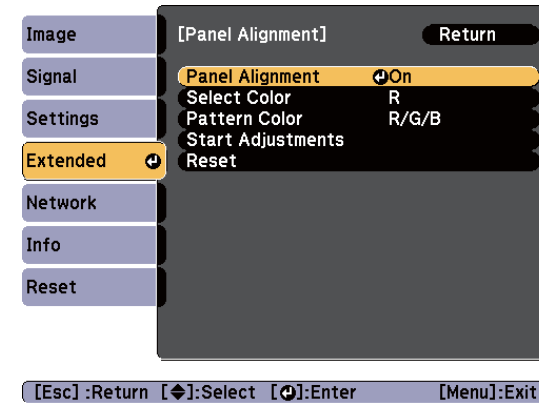 Image
Signal
Settings
Extended
Network
Info
Reset
[Panel Alignment] Return
Panel Alignment On
Select Color R
Pattern Color R/G/B
Start Adjustments
Reset
[Esc] :Return [◆]:Select [↵]:Enter [Menu]:Exit